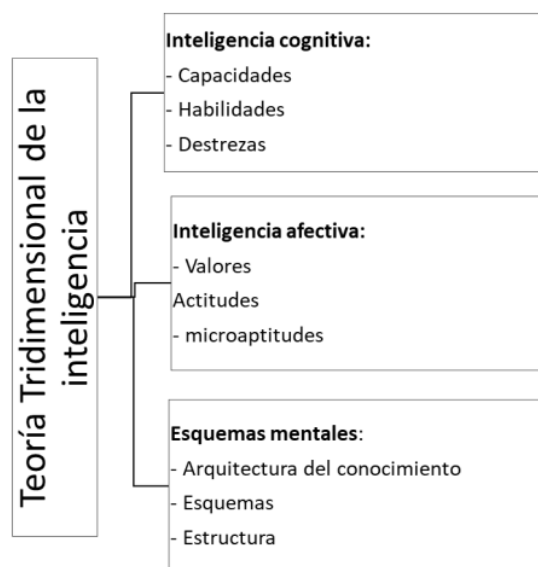 Teoría Tridimensional de la
inteligencia
Inteligencia cognitiva:
- Capacidades
- Habilidades
- Destrezas
Inteligencia afectiva:
- Valores
Actitudes
- microaptitudes
Esquemas mentales:
- Arquitectura del conocimiento
- Esquemas
- Estructura